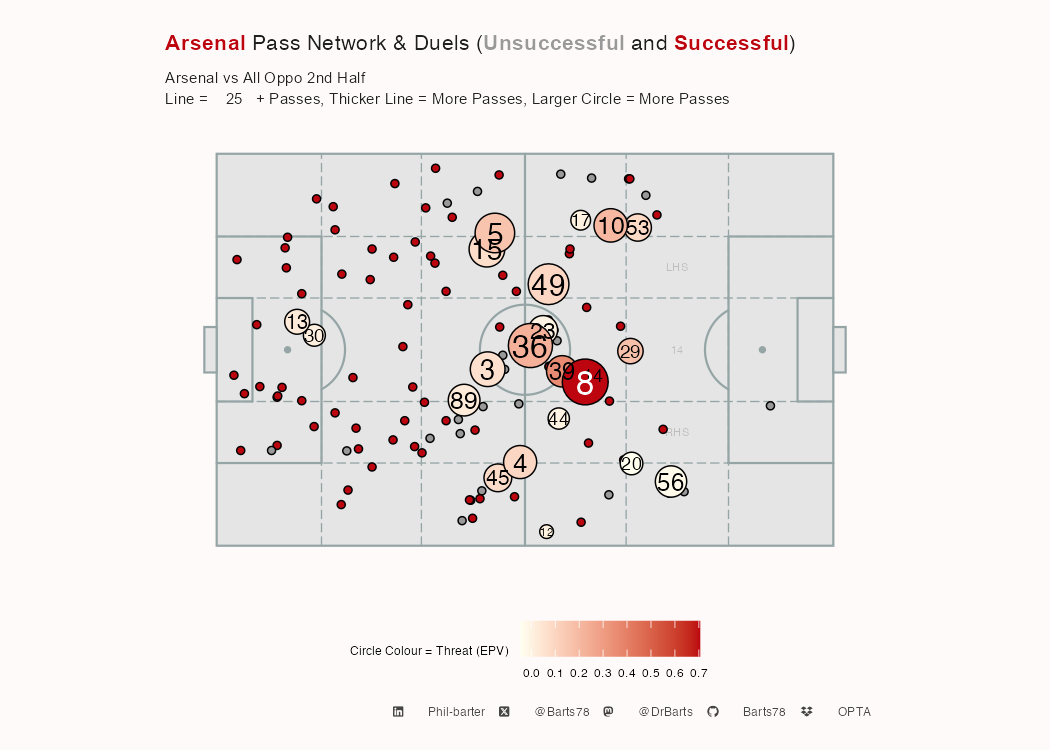 Arsenal Pass Network & Duels (Unsuccessful and Successful)
Arsenal vs All Oppo 2nd Half
Line = 25 + Passes, Thicker Line = More Passes, Larger Circle = More Passes
17 10 53
5
15
LHS
49
13 23
30 36 29 14
3 39 8 4
89
44
RHS
4 20
45 56
12
Circle Colour = Threat (EPV)
0.0 0.1 0.2 0.3 0.4 0.5 0.6 0.7
Phil-barter @Barts78 @DrBarts Barts78 OPTA